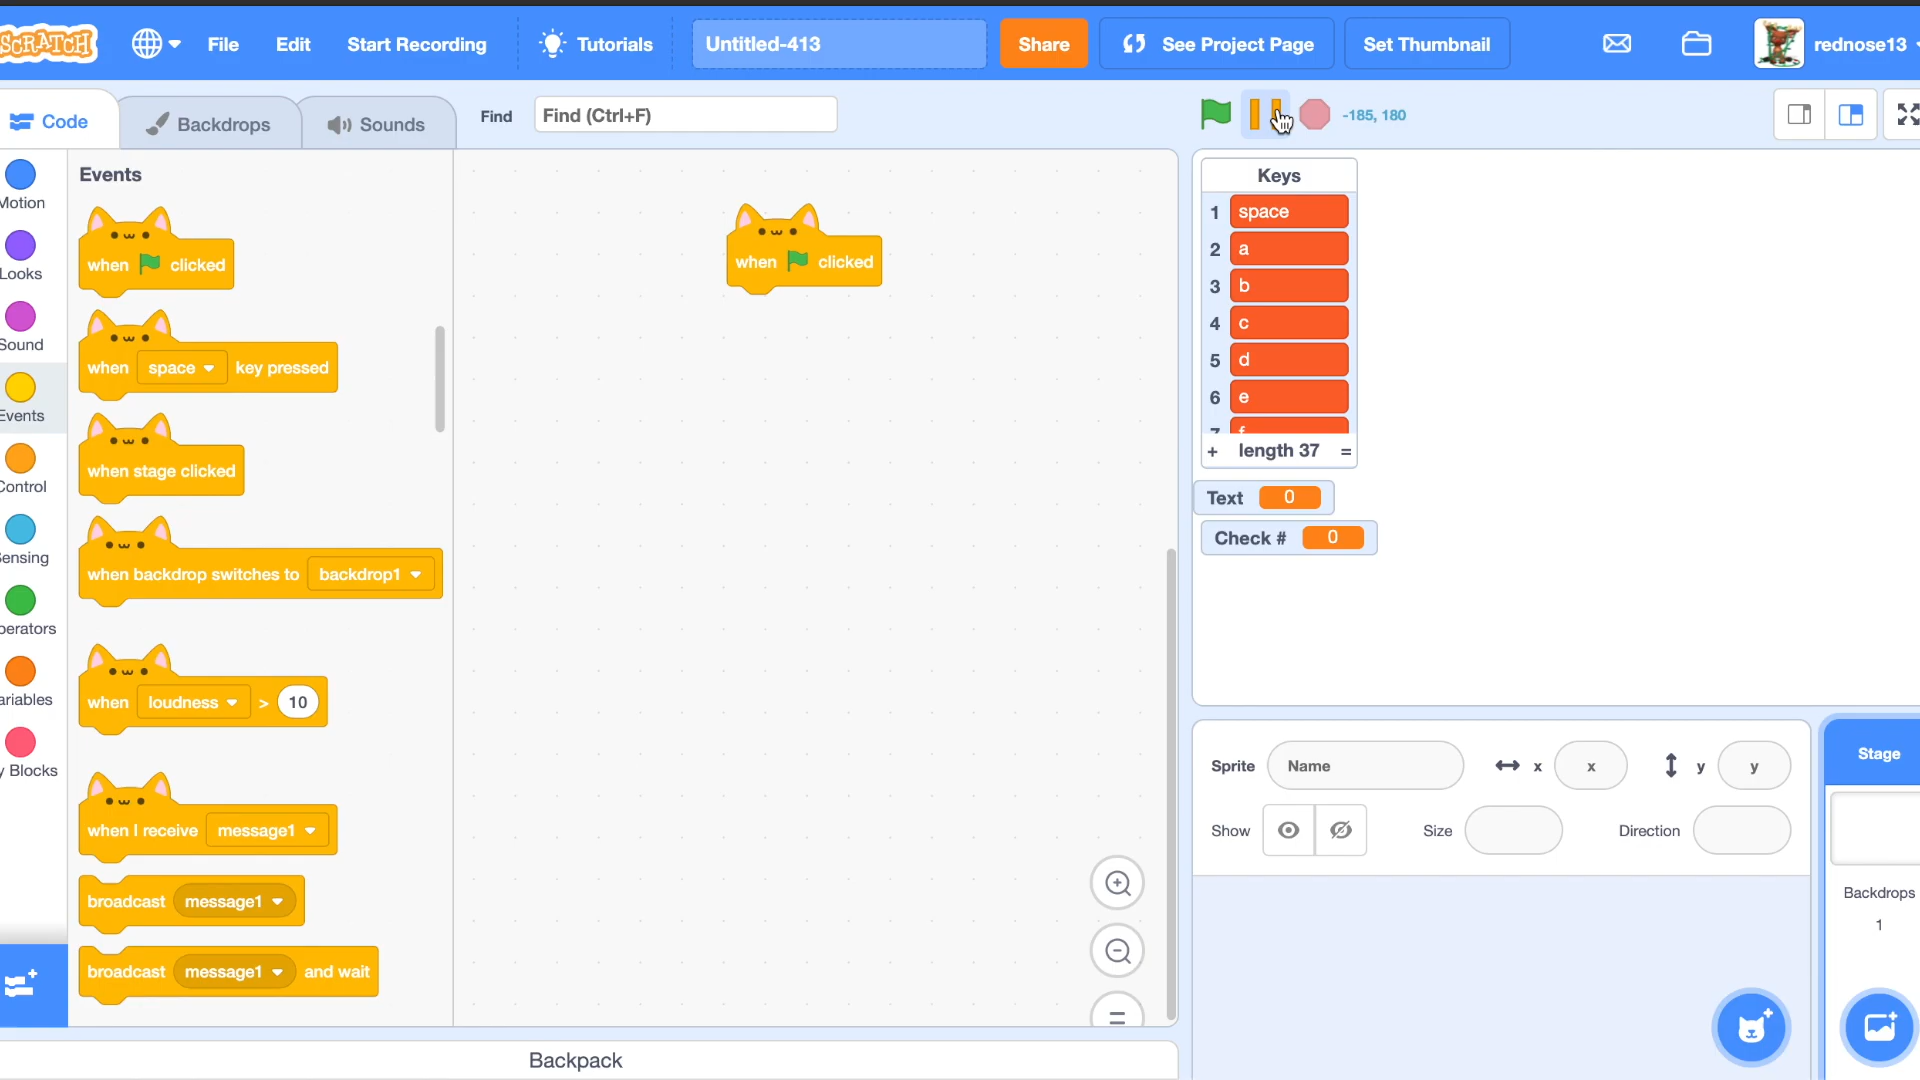 SCRATCH File Edit Start Recording Tutorials Untitled-413 Share See Project Page Set Thumbnail rednose13
Code Backdrops Sounds Find Find (Ctrl+F) -185, 180
Motion
Looks
Sound
Events
Control
Sensing
perators
ariables
y Blocks
Events
when clicked
when space key pressed
when stage clicked
when backdrop switches to backdrop1
when loudness > 10
when I receive message1
broadcast message1
broadcast message1 and wait
when clicked
Backpack
Keys
1 space
2 a
3 b
4 c
5 d
6 e
7 f
+ length 37 =
Text 0
Check # 0
Sprite Name x x y y
Show Size Direction
Stage
Backdrops
1